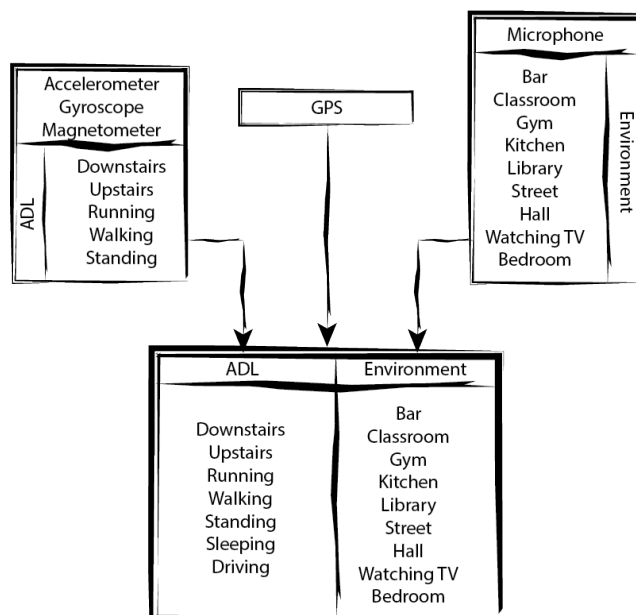 Accelerometer
Gyroscope
Magnetometer
ADL
Downstairs
Upstairs
Running
Walking
Standing
GPS
Microphone
Bar
Classroom
Gym
Kitchen
Library
Street
Hall
Watching TV
Bedroom
Environment
ADL
Downstairs
Upstairs
Running
Walking
Standing
Sleeping
Driving
Environment
Bar
Classroom
Gym
Kitchen
Library
Street
Hall
Watching TV
Bedroom